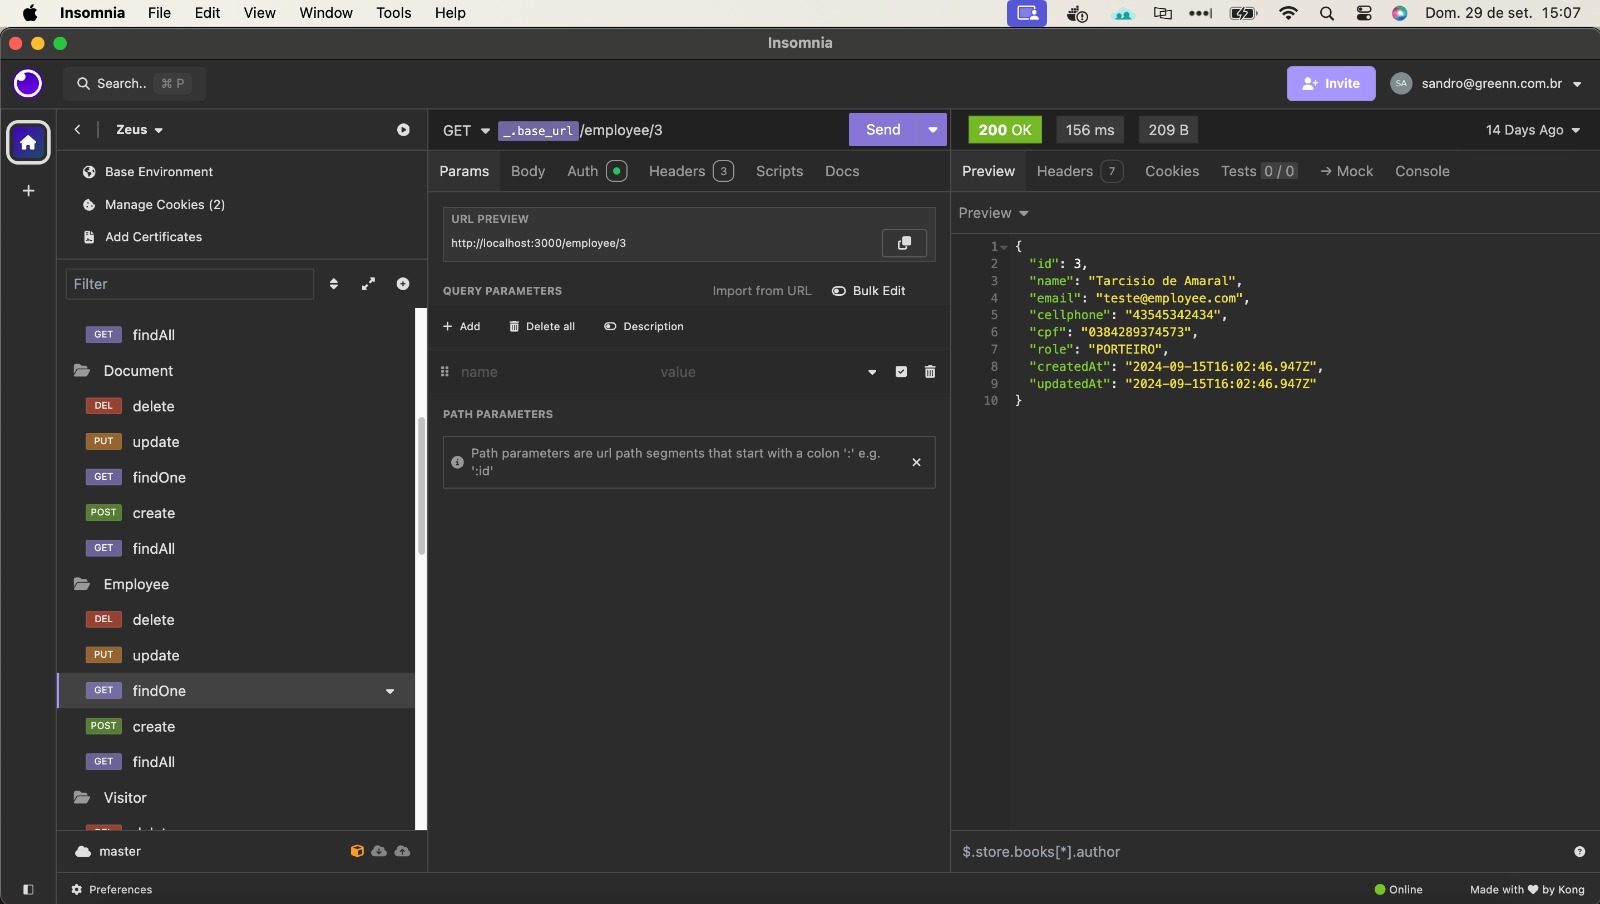 Insomnia File Edit View Window Tools Help Dom. 29 de set. 15:07
Insomnia
Search.. ⌘ P Invite SA sandro@greenn.com.br
Zeus
Base Environment
Manage Cookies (2)
Add Certificates
Filter
GET findAll
Document
DEL delete
PUT update
GET findOne
POST create
GET findAll
Employee
DEL delete
PUT update
GET findOne
POST create
GET findAll
Visitor
master
Preferences
GET _.base_url/employee/3 Send
Params Body Auth Headers 3 Scripts Docs
URL PREVIEW
http://localhost:3000/employee/3
QUERY PARAMETERS Import from URL Bulk Edit
+ Add Delete all Description
name value
PATH PARAMETERS
Path parameters are url path segments that start with a colon ':' e.g.
':id'
200 OK 156 ms 209 B 14 Days Ago
Preview Headers 7 Cookies Tests 0 / 0 → Mock Console
Preview
1 {
2 "id": 3,
3 "name": "Tarcisio de Amaral",
4 "email": "teste@employee.com",
5 "cellphone": "43545342434",
6 "cpf": "0384289374573",
7 "role": "PORTEIRO",
8 "createdAt": "2024-09-15T16:02:46.947Z",
9 "updatedAt": "2024-09-15T16:02:46.947Z"
10 }
$.store.books[*].author
Online Made with ♥ by Kong